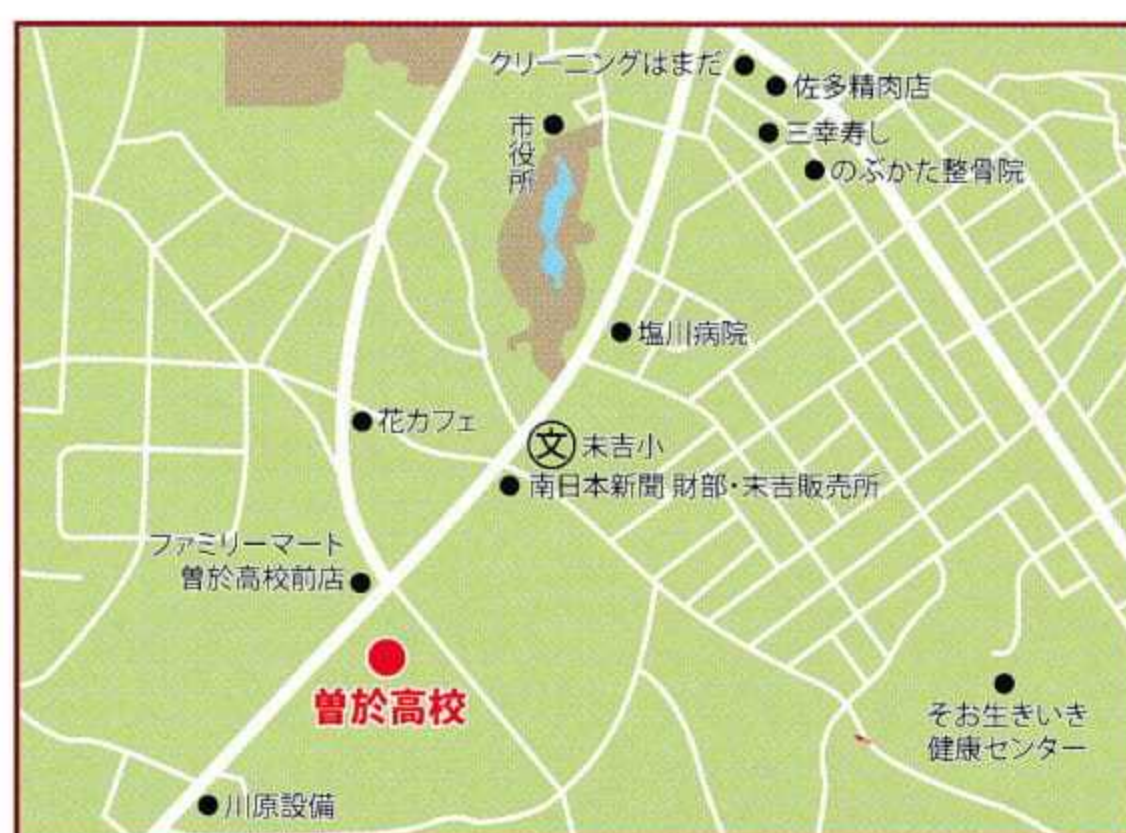 クリーニングはまだ
佐多精肉店
市役所
三幸寿し
のぶかた整骨院
塩川病院
花カフェ
文
末吉小
南日本新聞 財部・末吉販売所
ファミリーマート
曽於高校前店
曽於高校
そお生きいき
健康センター
川原設備